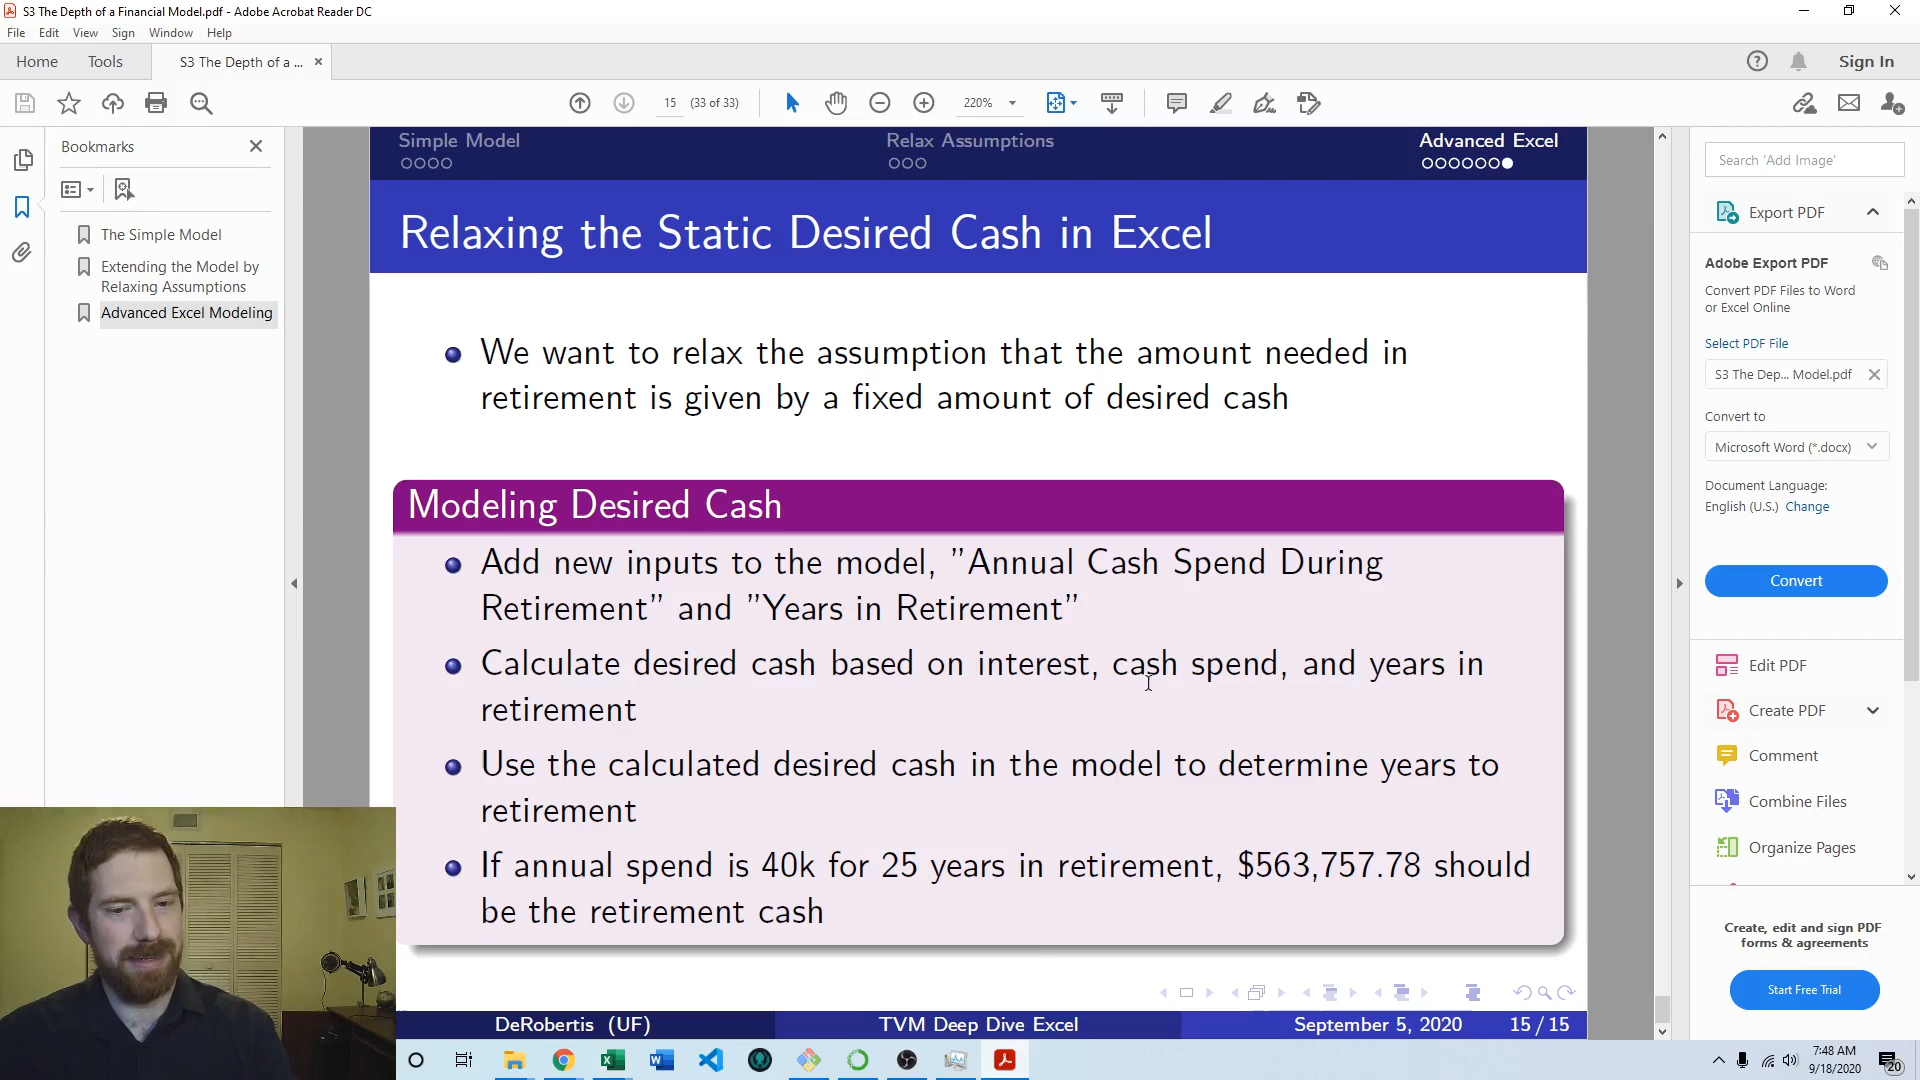 S3 The Depth of a Financial Model.pdf - Adobe Acrobat Reader DC
File Edit View Sign Window Help
Home Tools S3 The Depth of a ... × Sign In
15 (33 of 33) 220%
Bookmarks
The Simple Model
Extending the Model by
Relaxing Assumptions
Advanced Excel Modeling
Simple Model Relax Assumptions Advanced Excel
Relaxing the Static Desired Cash in Excel
We want to relax the assumption that the amount needed in
retirement is given by a fixed amount of desired cash
Modeling Desired Cash
Add new inputs to the model, ”Annual Cash Spend During
Retirement” and ”Years in Retirement”
Calculate desired cash based on interest, cash spend, and years in
retirement
Use the calculated desired cash in the model to determine years to
retirement
If annual spend is 40k for 25 years in retirement, $563,757.78 should
be the retirement cash
DeRobertis (UF) TVM Deep Dive Excel September 5, 2020 15 / 15
Search 'Add Image'
Export PDF
Adobe Export PDF
Convert PDF Files to Word
or Excel Online
Select PDF File
S3 The Dep... Model.pdf
Convert to
Microsoft Word (*.docx)
Document Language:
English (U.S.) Change
Convert
Edit PDF
Create PDF
Comment
Combine Files
Organize Pages
Create, edit and sign PDF
forms & agreements
Start Free Trial
7:48 AM
9/18/2020
20